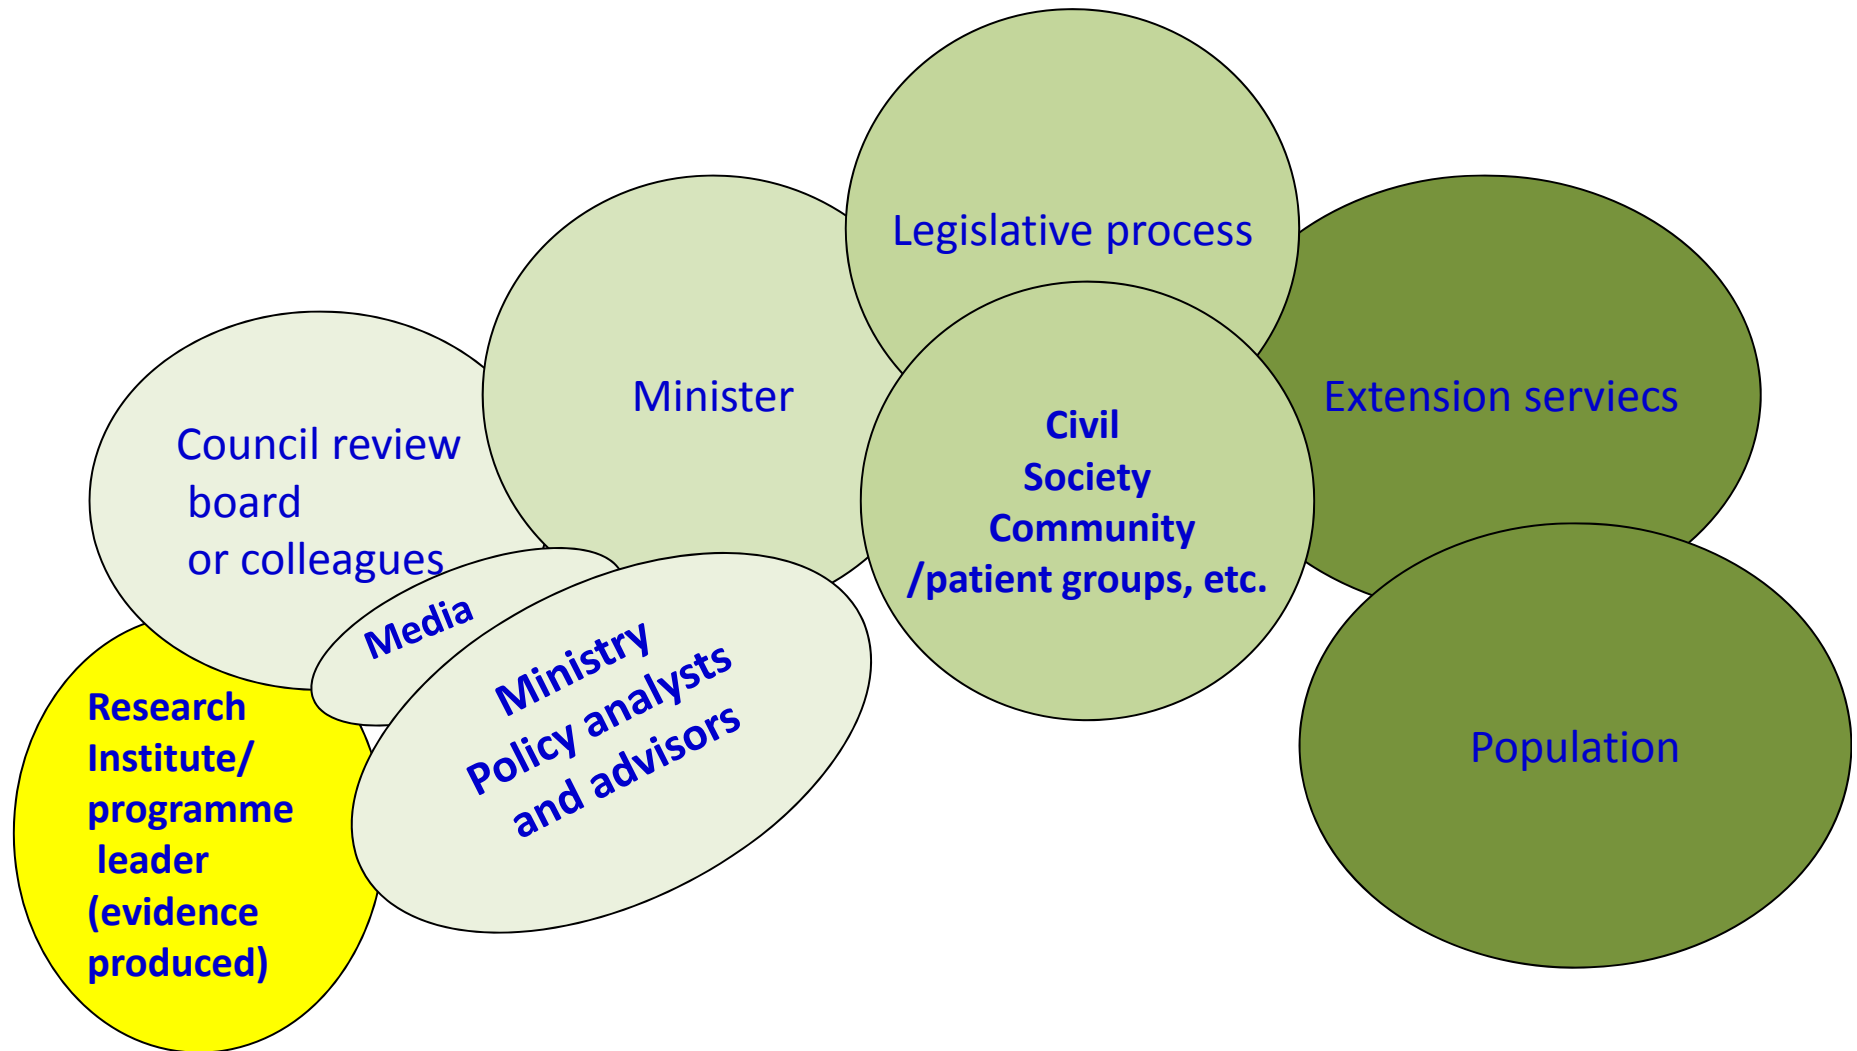 Legislative process
Minister
Extension serviecs
Civil
Society
Community
/patient groups, etc.
Council review
board
or colleagues
Media
Ministry
Policy analysts
and advisors
Research
Institute/
programme
leader
(evidence
produced)
Population